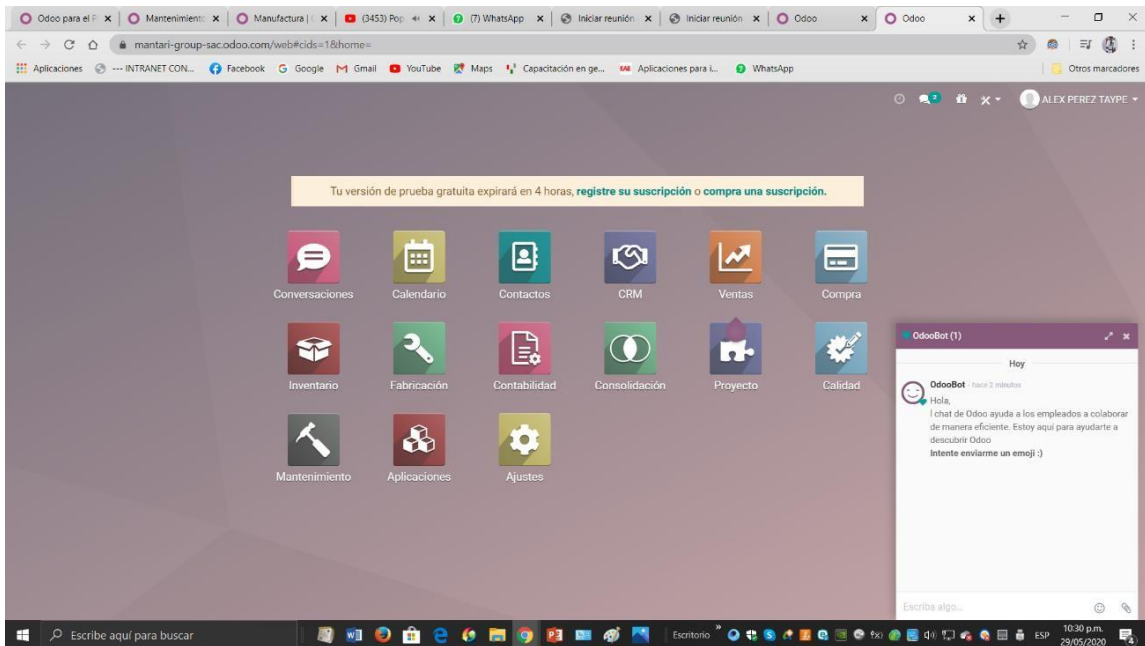 Odoo para el P
Mantenimiento
Manufactura | 
(3453) Pop
(7) WhatsApp
Iniciar reunión
Iniciar reunión
Odoo
Odoo
mantari-group-sac.odoo.com/web#cids=1&home=
Aplicaciones
--- INTRANET CON...
Facebook
Google
Gmail
YouTube
Maps
Capacitación en ge...
Aplicaciones para i...
WhatsApp
Otros marcadores
2
ALEX PEREZ TAYPE
Tu versión de prueba gratuita expirará en 4 horas, registre su suscripción o compra una suscripción.
Conversaciones
Calendario
Contactos
CRM
Ventas
Compra
Inventario
Fabricación
Contabilidad
Consolidación
Proyecto
Calidad
Mantenimiento
Aplicaciones
Ajustes
OdooBot (1)
Hoy
OdooBot - hace 2 minutos
Hola,
l chat de Odoo ayuda a los empleados a colaborar
de manera eficiente. Estoy aquí para ayudarte a
descubrir Odoo
Intente enviarme un emoji :)
Escriba algo...
Escribe aquí para buscar
Escritorio
ESP
10:30 p.m.
29/05/2020